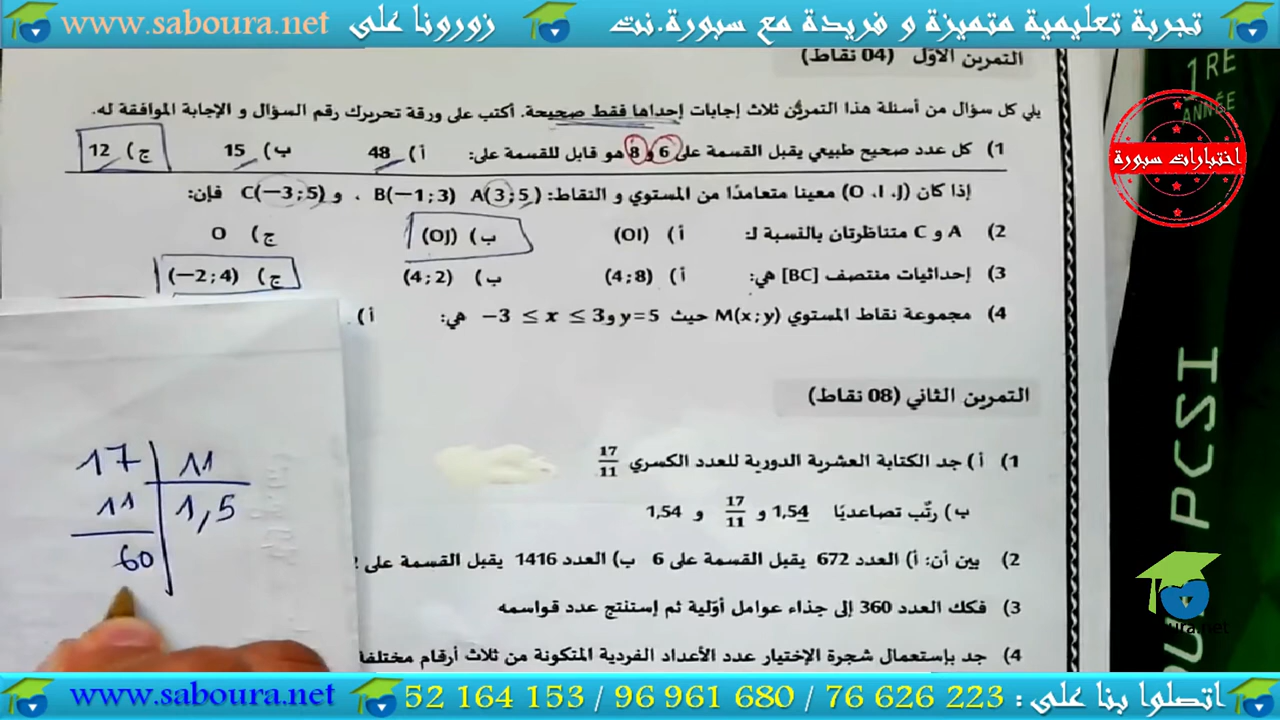 تجربة تعليمية متميزة و فريدة مع سبورة.نت زورونا على www.saboura.net
التمرين الأول (04 نقاط)
يلي كل سؤال من أسئلة هذا التمرين ثلاث إجابات إحداها فقط صحيحة. أكتب على ورقة تحريرك رقم السؤال و الإجابة الموافقة له.
1) كل عدد صحيح طبيعي يقبل القسمة على 6 و 8 هو قابل للقسمة على: أ) 48 ب) 15 ج) 12
إذا كان (O ، I ، J) معينا متعامدًا من المستوي و النقاط: A(3;5) B(−1;3) ، و C(−3;5) فإن:
2) A و C متناظرتان بالنسبة لـ: أ) (OI) ب) (OJ) ج) O
3) إحداثيات منتصف [BC] هي: أ) (4;8) ب) (4;2) ج) (−2;4)
4) مجموعة نقاط المستوي M(x;y) حيث y=5 و −3 ≤ x ≤ 3 هي: أ)
التمرين الثاني (08 نقاط)
1) أ) جد الكتابة العشرية الدورية للعدد الكسري 17/11
ب) رتّب تصاعديًا 1,54 و 17/11 و 1,54
2) بين أن: أ) العدد 672 يقبل القسمة على 6 ب) العدد 1416 يقبل القسمة على
3) فكك العدد 360 إلى جذاء عوامل أوّلية ثم إستنتج عدد قواسمه
4) جد بإستعمال شجرة الإختيار عدد الأعداد الفردية المتكونة من ثلاث أرقام مختلفة
17 11
11 1,5
60
1RE
ANNÉE
اختبارات سبورة
PCSI
www.saboura.net 52 164 153 / 96 961 680 / 76 626 223 : اتصلوا بنا على